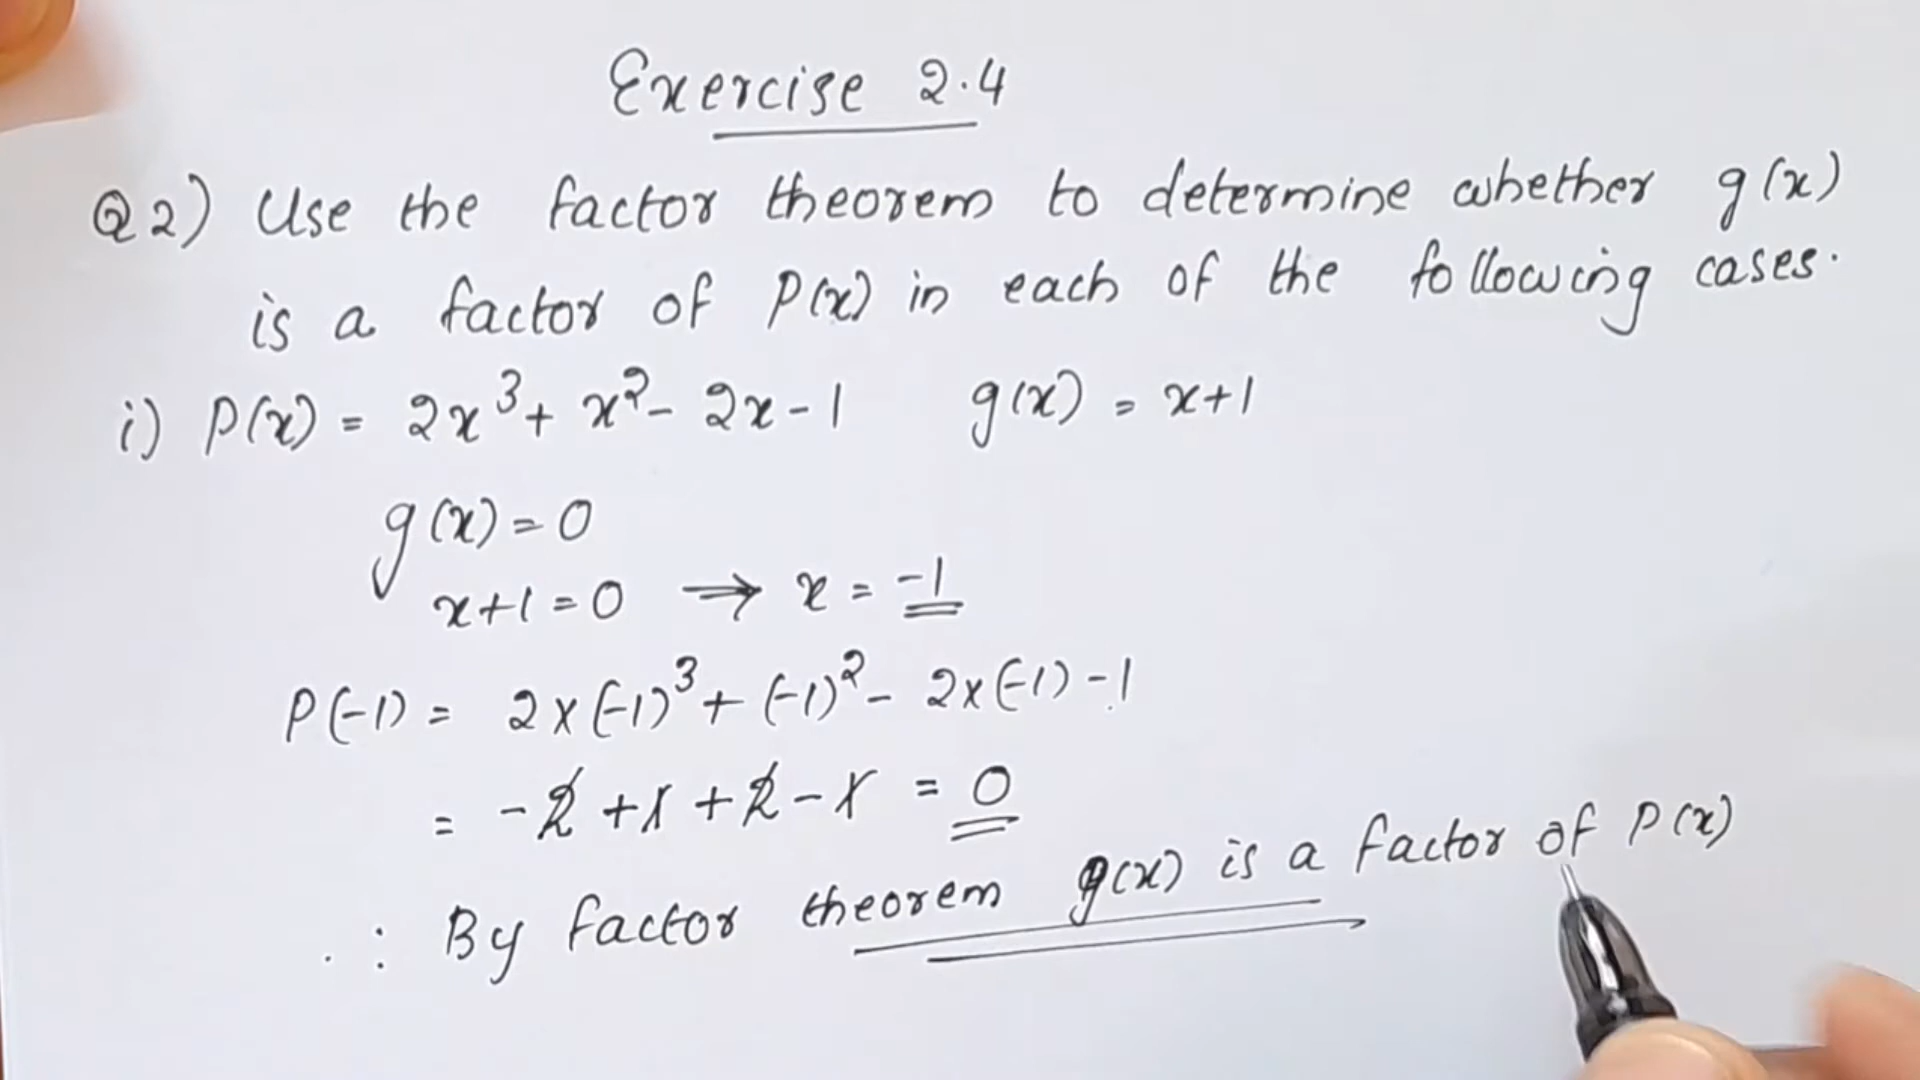 Exercise 2.4
Q2) Use the factor theorem to determine whether g(x)
is a factor of P(x) in each of the following cases.
i) P(x) = 2x³ + x² - 2x - 1 g(x) = x+1
g(x) = 0
x+1 = 0 → x = -1
P(-1) = 2×(-1)³ + (-1)² - 2×(-1) - 1
= -2 + 1 + 2 - 1 = 0
∴ By factor theorem g(x) is a factor of P(x)